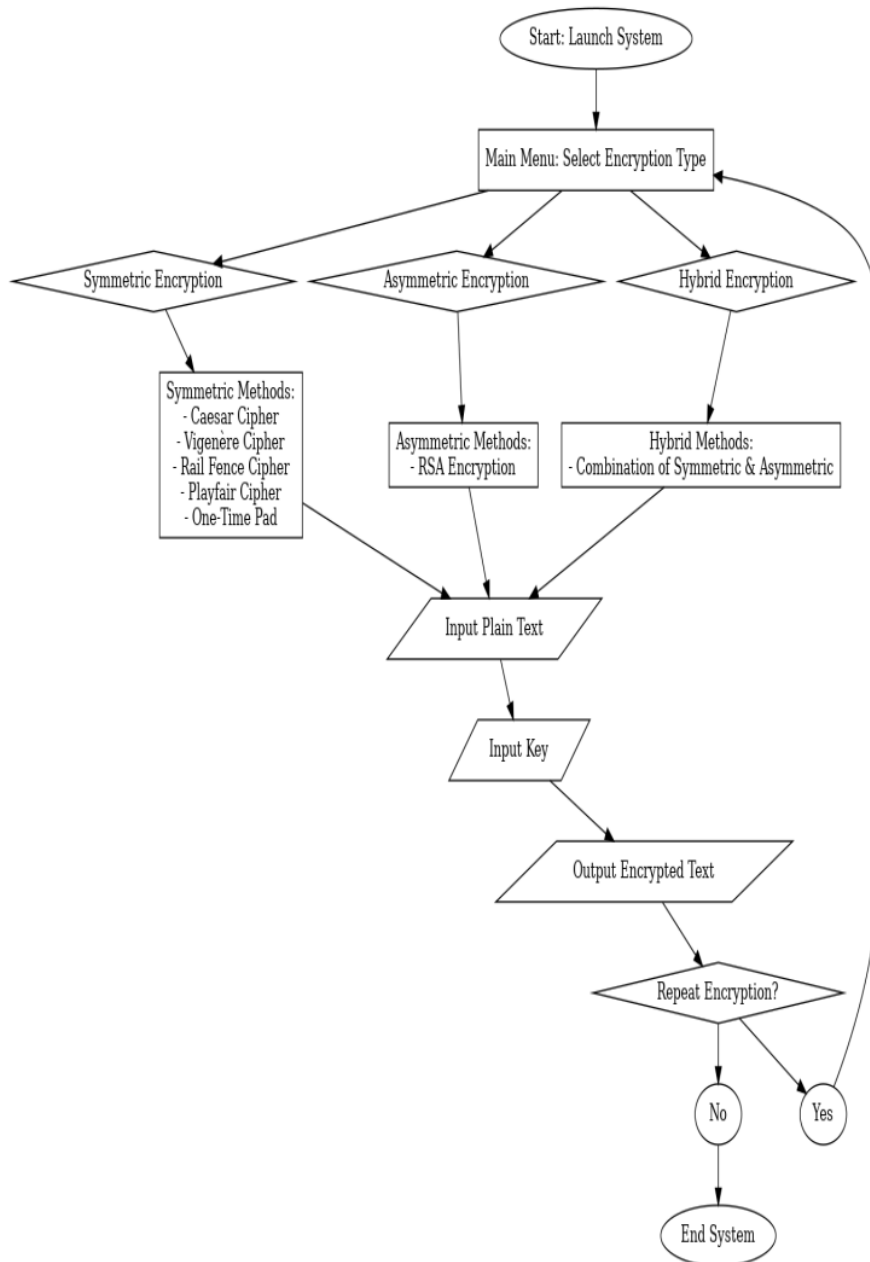 Start: Launch System
Main Menu: Select Encryption Type
Symmetric Encryption
Asymmetric Encryption
Hybrid Encryption
Symmetric Methods:
- Caesar Cipher
- Vigenère Cipher
- Rail Fence Cipher
- Playfair Cipher
- One-Time Pad
Asymmetric Methods:
- RSA Encryption
Hybrid Methods:
- Combination of Symmetric & Asymmetric
Input Plain Text
Input Key
Output Encrypted Text
Repeat Encryption?
No
Yes
End System